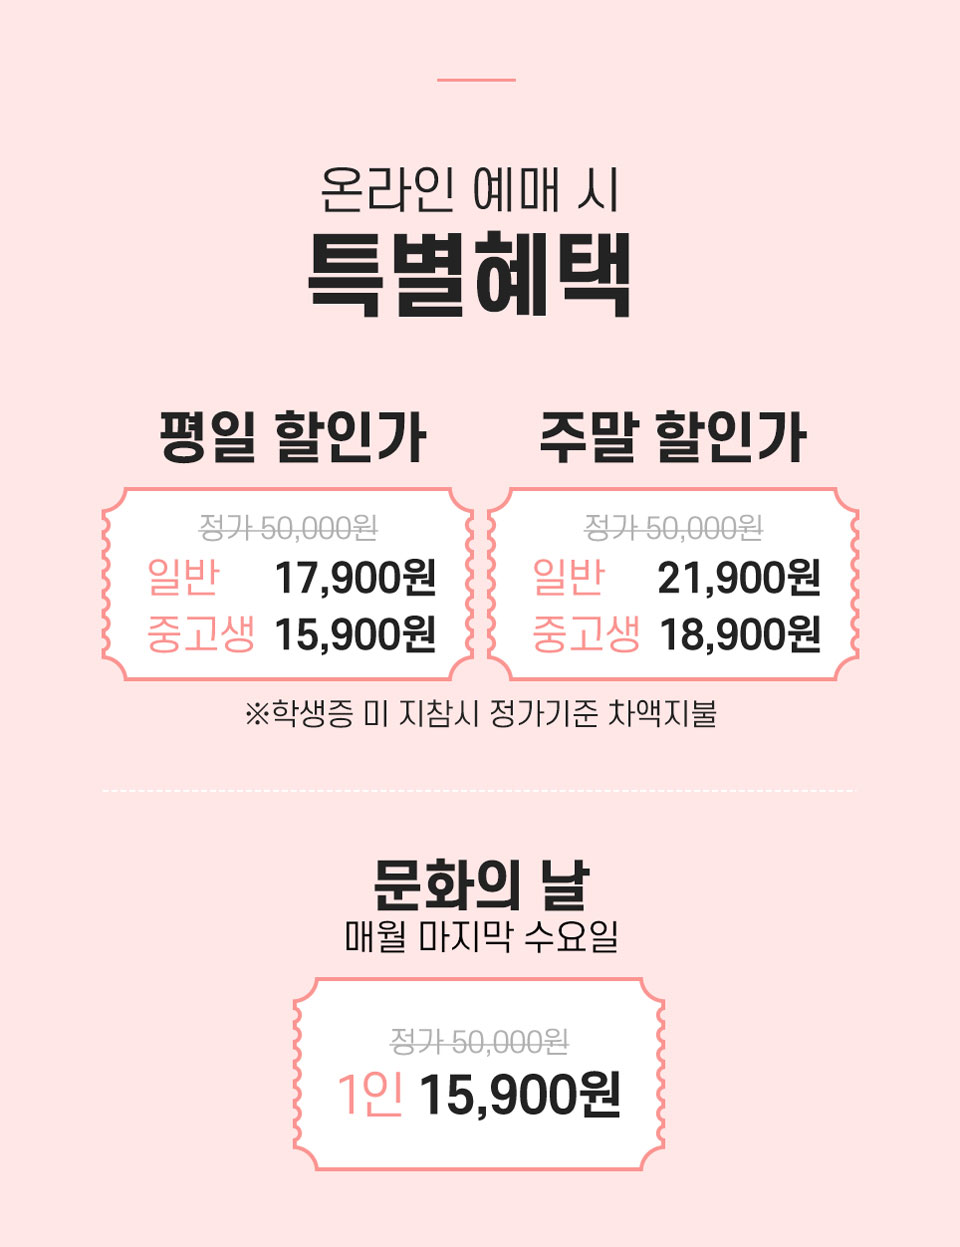 온라인 예매 시
특별혜택
평일 할인가
정가 50,000원
일반 17,900원
중고생 15,900원
주말 할인가
정가 50,000원
일반 21,900원
중고생 18,900원
※학생증 미 지참시 정가기준 차액지불
문화의 날
매월 마지막 수요일
정가 50,000원
1인 15,900원